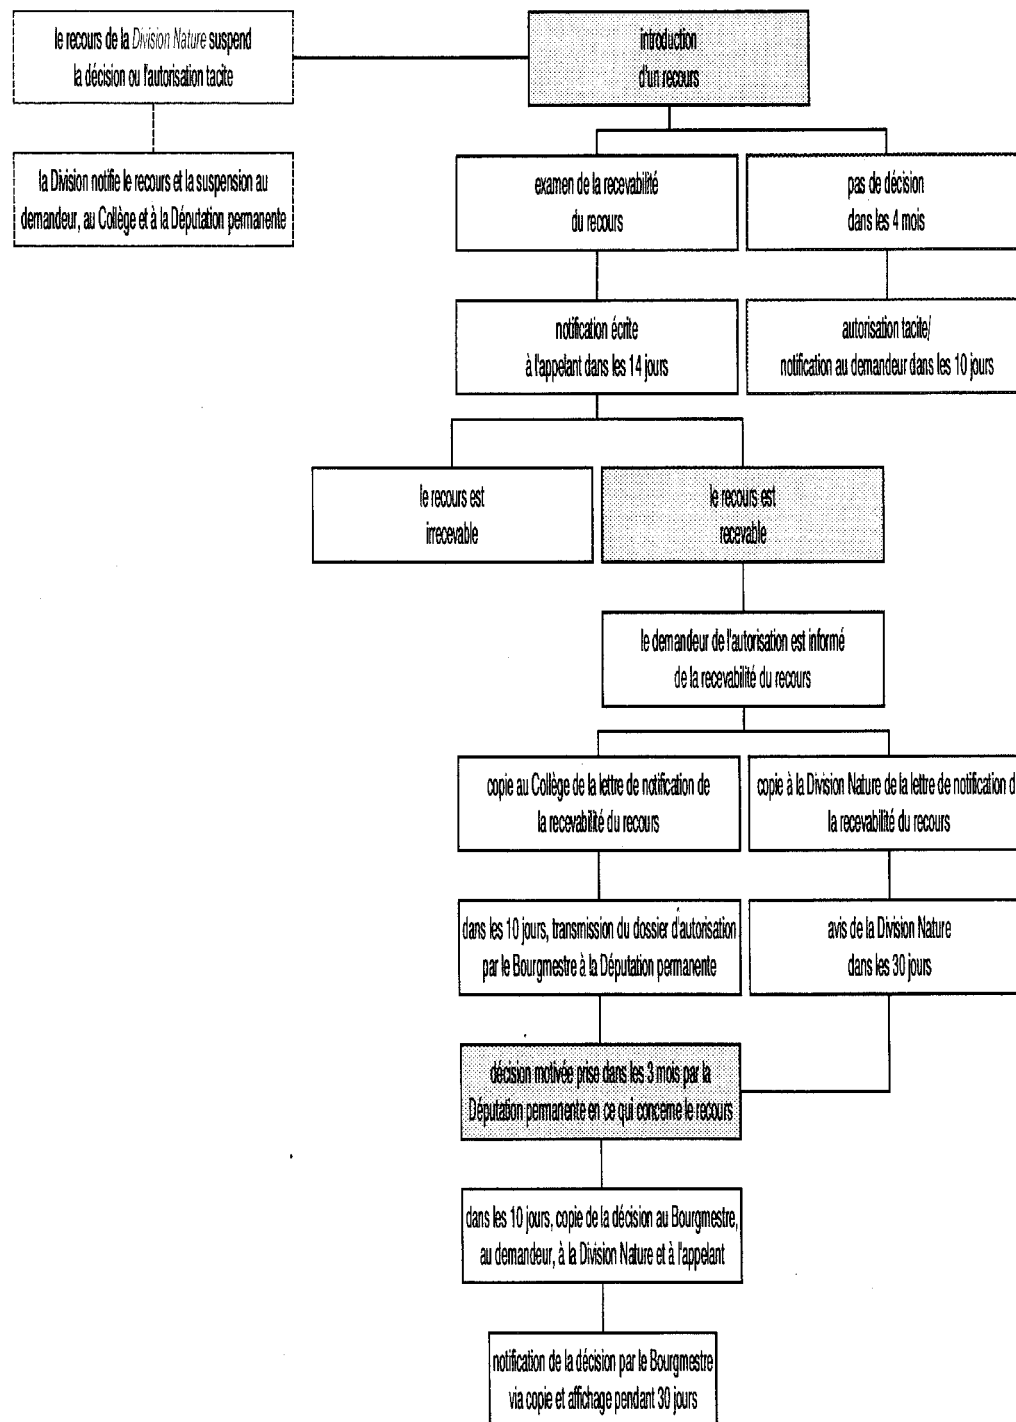 le recours de la Division Nature suspend
la décision ou l'autorisation tacite
introduction
d'un recours
la Division notifie le recours et la suspension au
demandeur, au Collège et à la Députation permanente
examen de la recevabilité
du recours
pas de décision
dans les 4 mois
notification écrite
à l'appelant dans les 14 jours
autorisation tacite/
notification au demandeur dans les 10 jours
le recours est
irrecevable
le recours est
recevable
le demandeur de l'autorisation est informé
de la recevabilité du recours
copie au Collège de la lettre de notification de
la recevabilité du recours
copie à la Division Nature de la lettre de notification d
la recevabilité du recours
dans les 10 jours, transmission du dossier d'autorisation
par le Bourgmestre à la Députation permanente
avis de la Division Nature
dans les 30 jours
décision motivée prise dans les 3 mois par la
Députation permanente en ce qui concerne le recours
dans les 10 jours, copie de la décision au Bourgmestre,
au demandeur, à la Division Nature et à l'appelant
notification de la décision par le Bourgmestre
via copie et affichage pendant 30 jours